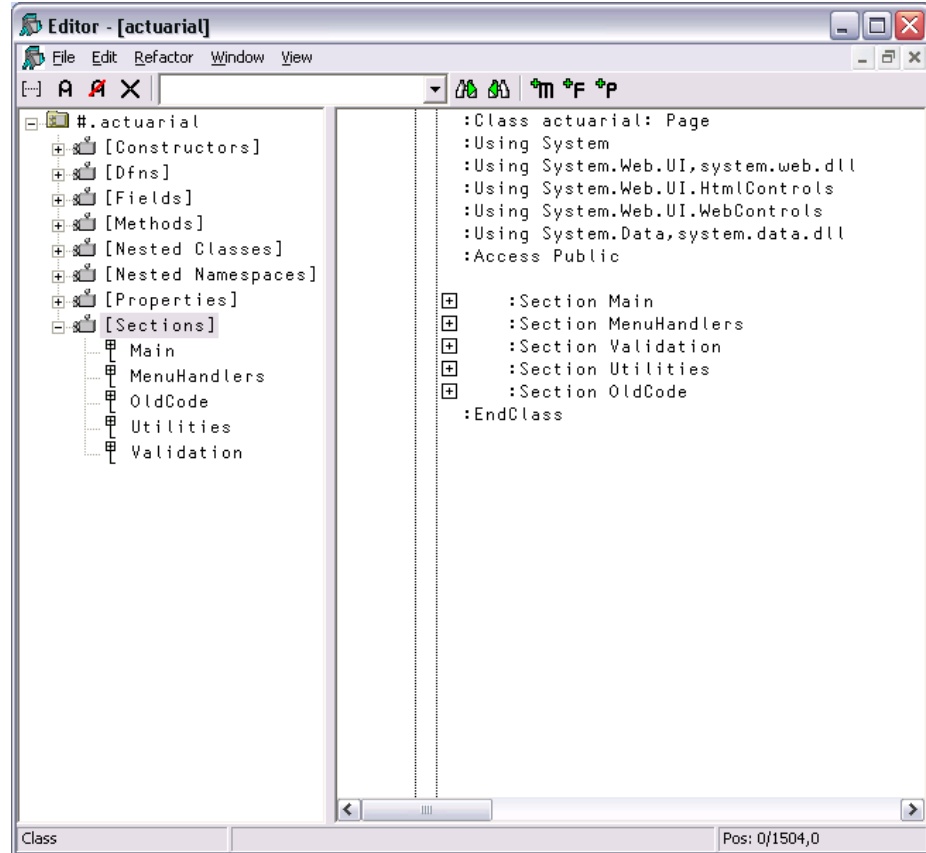 Editor - [actuarial]
File Edit Refactor Window View
A A
m F P
#.actuarial
[Constructors]
[Dfns]
[Fields]
[Methods]
[Nested Classes]
[Nested Namespaces]
[Properties]
[Sections]
Main
MenuHandlers
OldCode
Utilities
Validation
:Class actuarial: Page
:Using System
:Using System.Web.UI,system.web.dll
:Using System.Web.UI.HtmlControls
:Using System.Web.UI.WebControls
:Using System.Data,system.data.dll
:Access Public
:Section Main
:Section MenuHandlers
:Section Validation
:Section Utilities
:Section OldCode
:EndClass
Class
Pos: 0/1504,0